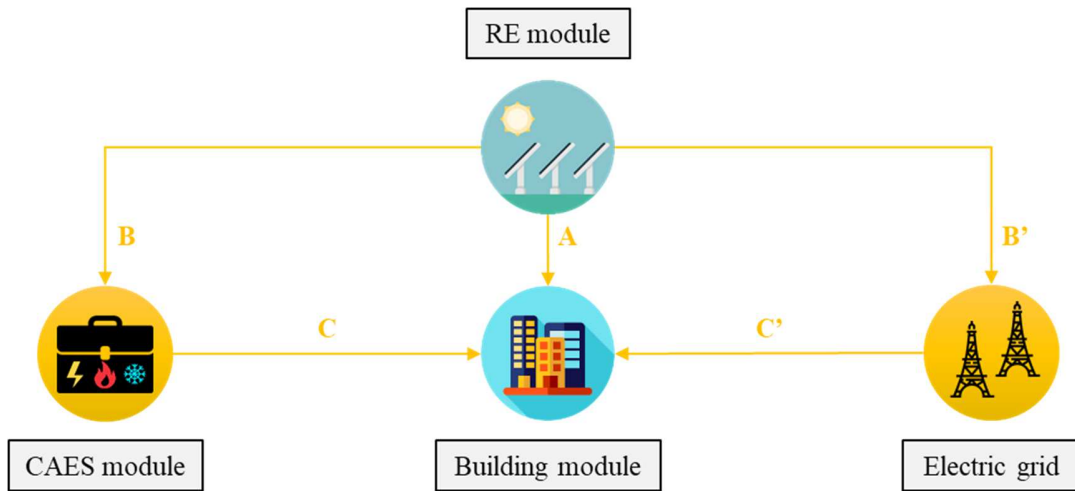 RE module
B
A
B’
C
C’
CAES module
Building module
Electric grid